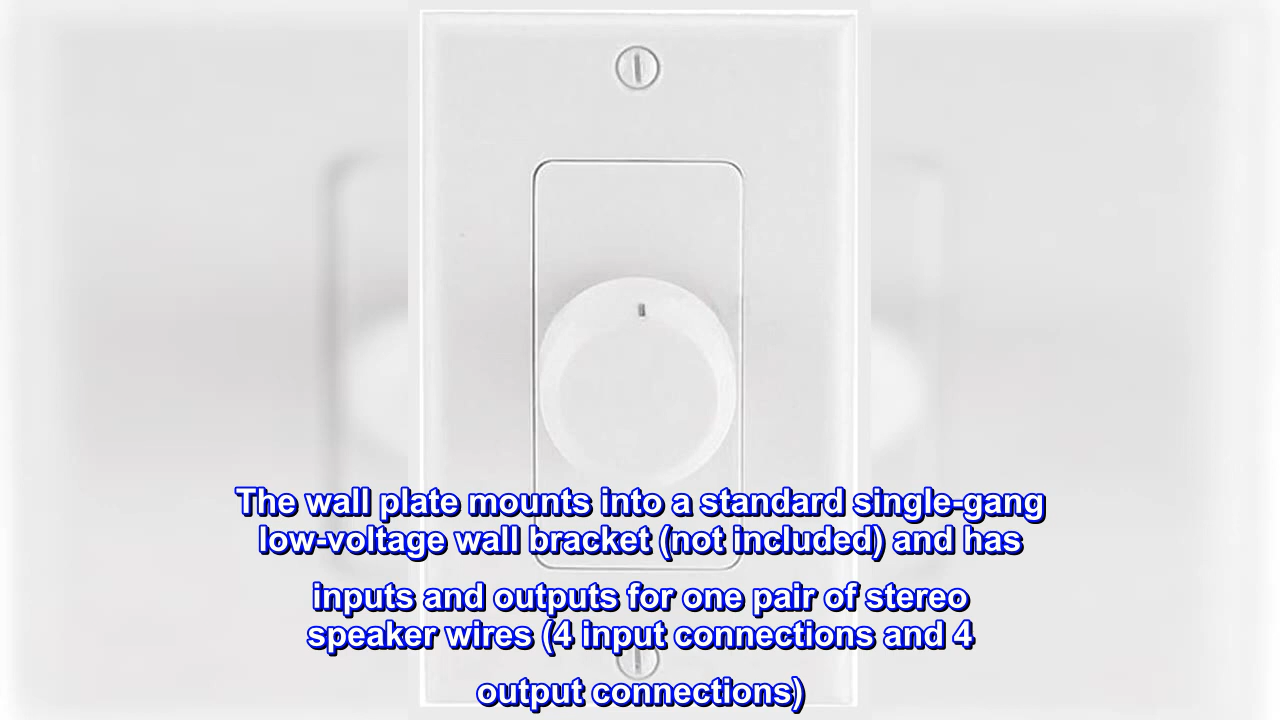 The wall plate mounts into a standard single-gang
low-voltage wall bracket (not included) and has
inputs and outputs for one pair of stereo
speaker wires (4 input connections and 4
output connections)